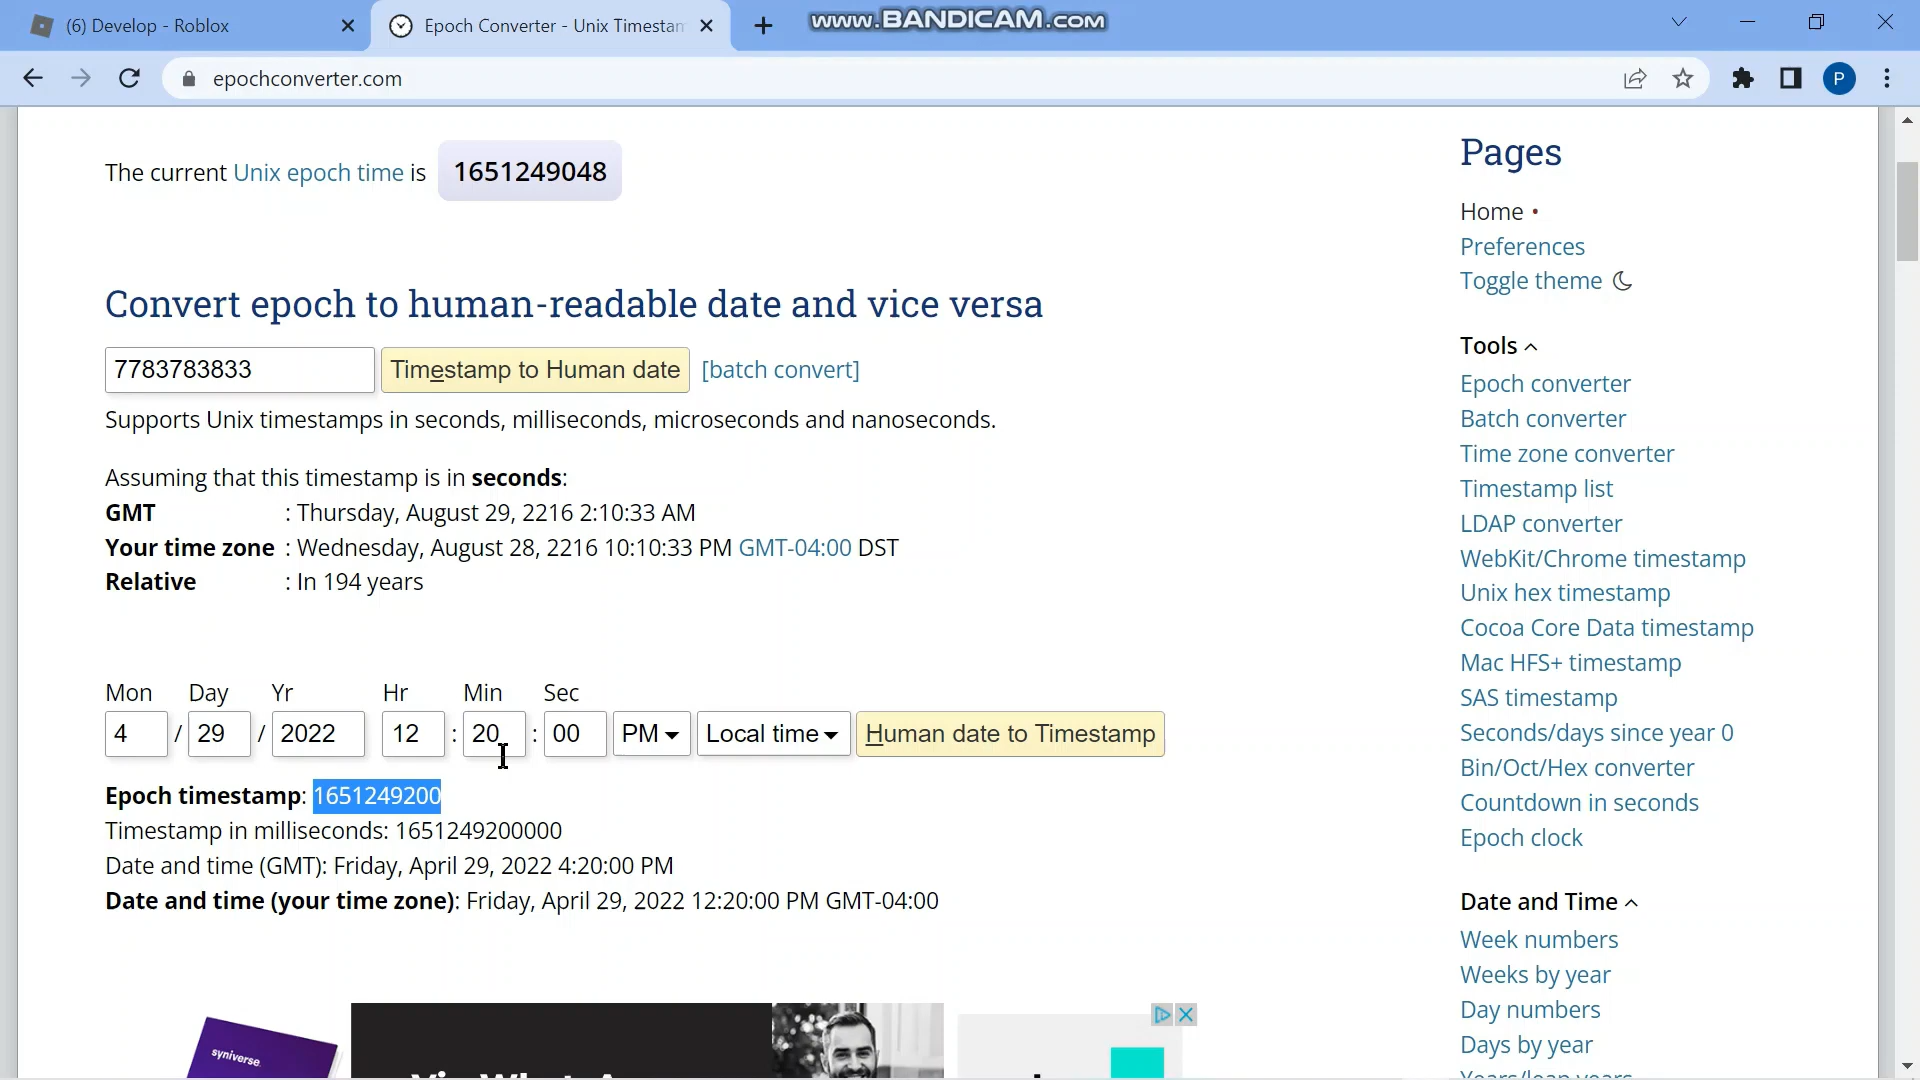 (6) Develop - Roblox
Epoch Converter - Unix Timestam
www.BANDICAM.com
epochconverter.com
P
The current Unix epoch time is 1651249048
Convert epoch to human-readable date and vice versa
7783783833 Timestamp to Human date [batch convert]
Supports Unix timestamps in seconds, milliseconds, microseconds and nanoseconds.
Assuming that this timestamp is in seconds:
GMT : Thursday, August 29, 2216 2:10:33 AM
Your time zone : Wednesday, August 28, 2216 10:10:33 PM GMT-04:00 DST
Relative : In 194 years
Mon Day Yr Hr Min Sec
4 / 29 / 2022 12 : 20 : 00 PM Local time Human date to Timestamp
Epoch timestamp: 1651249200
Timestamp in milliseconds: 1651249200000
Date and time (GMT): Friday, April 29, 2022 4:20:00 PM
Date and time (your time zone): Friday, April 29, 2022 12:20:00 PM GMT-04:00
syniverse
Pages
Home •
Preferences
Toggle theme
Tools
Epoch converter
Batch converter
Time zone converter
Timestamp list
LDAP converter
WebKit/Chrome timestamp
Unix hex timestamp
Cocoa Core Data timestamp
Mac HFS+ timestamp
SAS timestamp
Seconds/days since year 0
Bin/Oct/Hex converter
Countdown in seconds
Epoch clock
Date and Time
Week numbers
Weeks by year
Day numbers
Days by year
Years/leap years